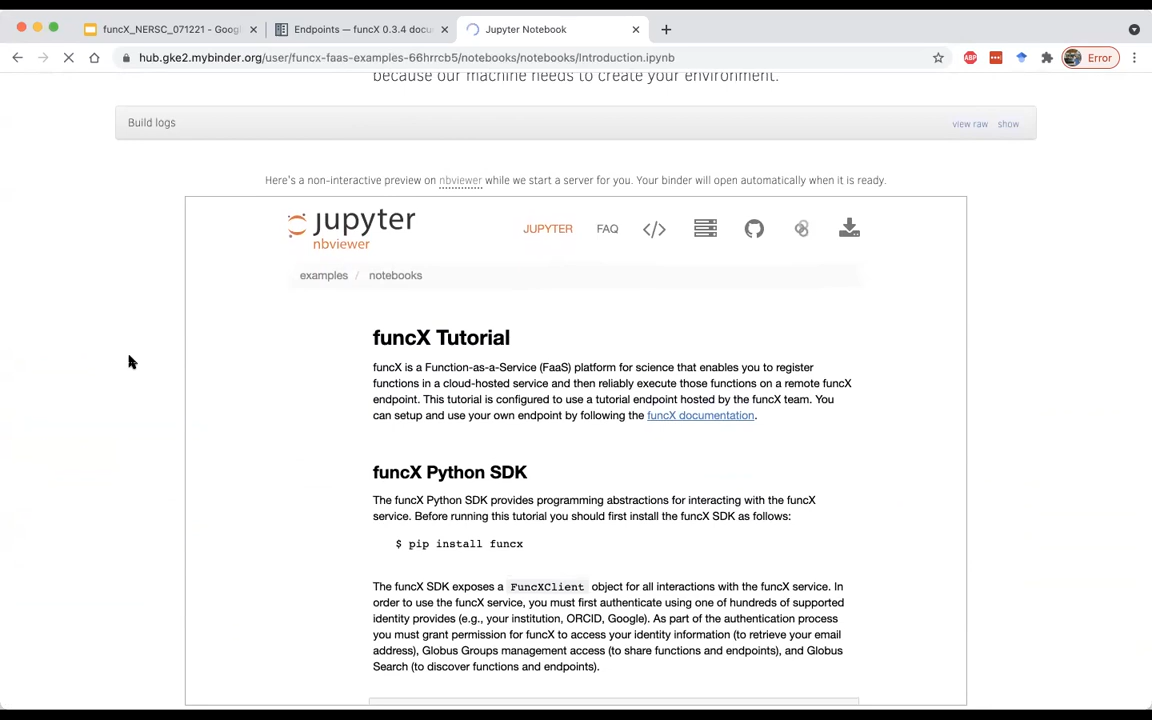 funcX_NERSC_071221 - Goog
Endpoints — funcX 0.3.4 docu
Jupyter Notebook
hub.gke2.mybinder.org/user/funcx-faas-examples-66hrrcb5/notebooks/notebooks/Introduction.ipynb
ABP
Error
because our machine needs to create your environment.
Build logs
view raw
show
Here's a non-interactive preview on nbviewer while we start a server for you. Your binder will open automatically when it is ready.
jupyter
nbviewer
JUPYTER
FAQ
</>
examples / notebooks
funcX Tutorial
funcX is a Function-as-a-Service (FaaS) platform for science that enables you to register
functions in a cloud-hosted service and then reliably execute those functions on a remote funcX
endpoint. This tutorial is configured to use a tutorial endpoint hosted by the funcX team. You
can setup and use your own endpoint by following the funcX documentation.
funcX Python SDK
The funcX Python SDK provides programming abstractions for interacting with the funcX
service. Before running this tutorial you should first install the funcX SDK as follows:
$ pip install funcx
The funcX SDK exposes a FuncXClient object for all interactions with the funcX service. In
order to use the funcX service, you must first authenticate using one of hundreds of supported
identity provides (e.g., your institution, ORCID, Google). As part of the authentication process
you must grant permission for funcX to access your identity information (to retrieve your email
address), Globus Groups management access (to share functions and endpoints), and Globus
Search (to discover functions and endpoints).